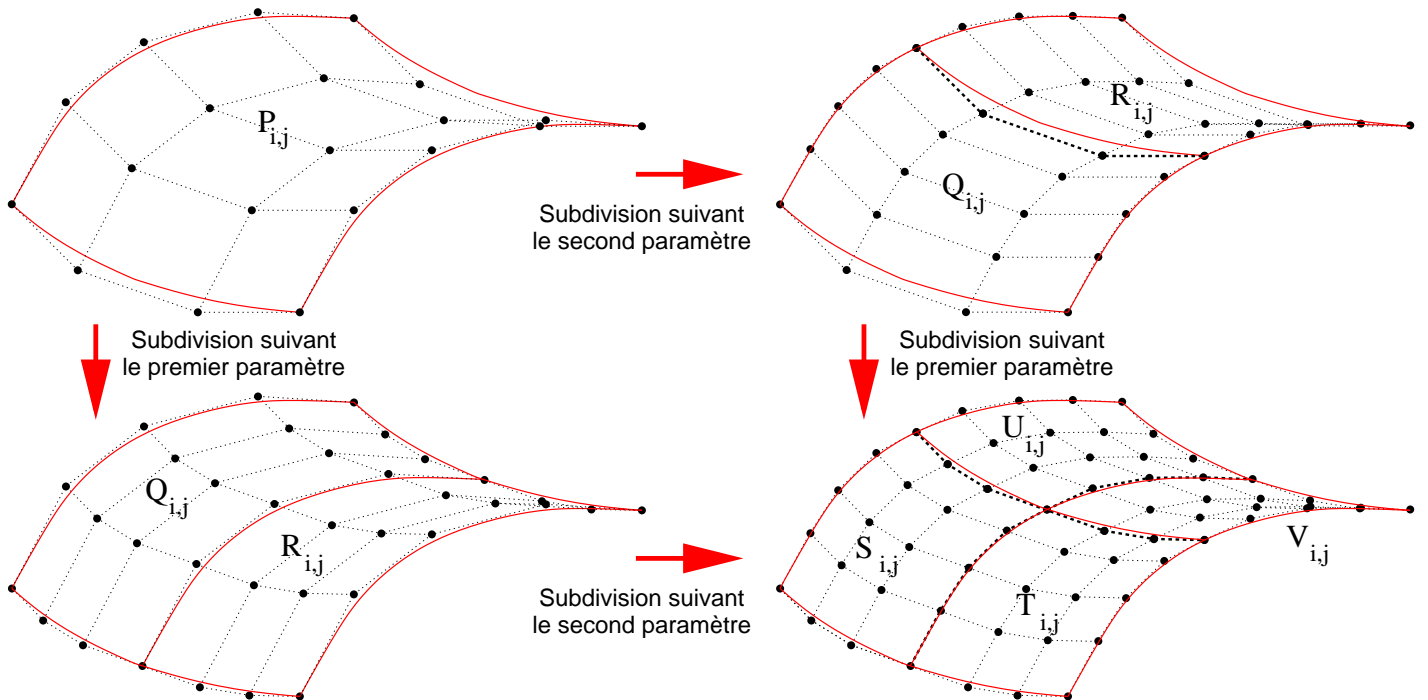 P i,j
R i,j
Q i,j
Subdivision suivant
le second paramètre
Subdivision suivant
le premier paramètre
Subdivision suivant
le premier paramètre
Q i,j
R i,j
Subdivision suivant
le second paramètre
U i,j
S i,j
V i,j
T i,j